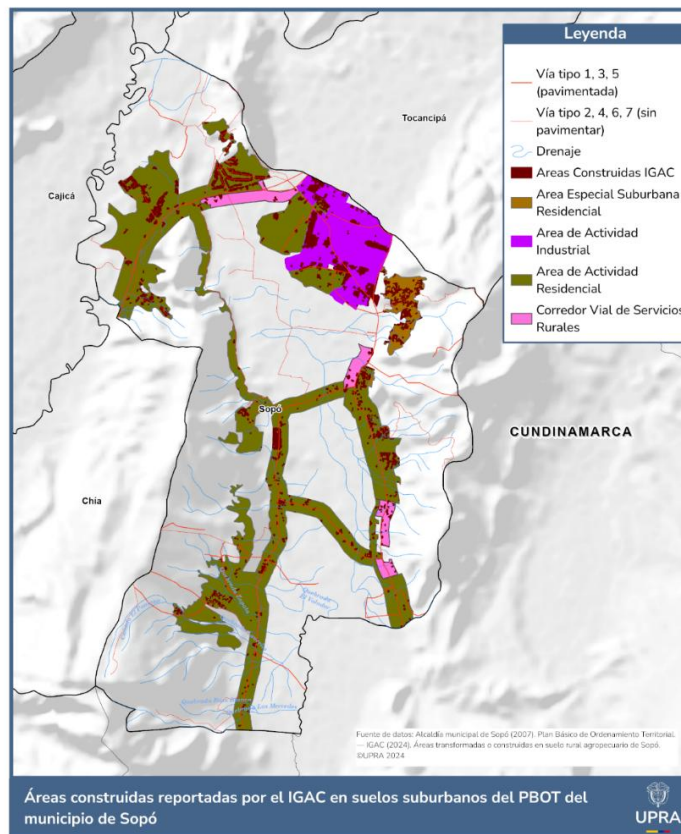 Leyenda
Vía tipo 1, 3, 5
(pavimentada)
Vía tipo 2, 4, 6, 7 (sin
pavimentar)
Drenaje
Areas Construidas IGAC
Area Especial Suburbana
Residencial
Area de Actividad
Industrial
Area de Actividad
Residencial
Corredor Vial de Servicios
Rurales
Tocancipá
Cajicá
Sopó
CUNDINAMARCA
Chía
Fuente de datos: Alcaldía municipal de Sopó (2007). Plan Básico de Ordenamiento Territorial.
— IGAC (2024). Áreas transformadas o construidas en suelo rural agropecuario de Sopó.
©UPRA 2024
Áreas construidas reportadas por el IGAC en suelos suburbanos del PBOT del
municipio de Sopó
UPRA